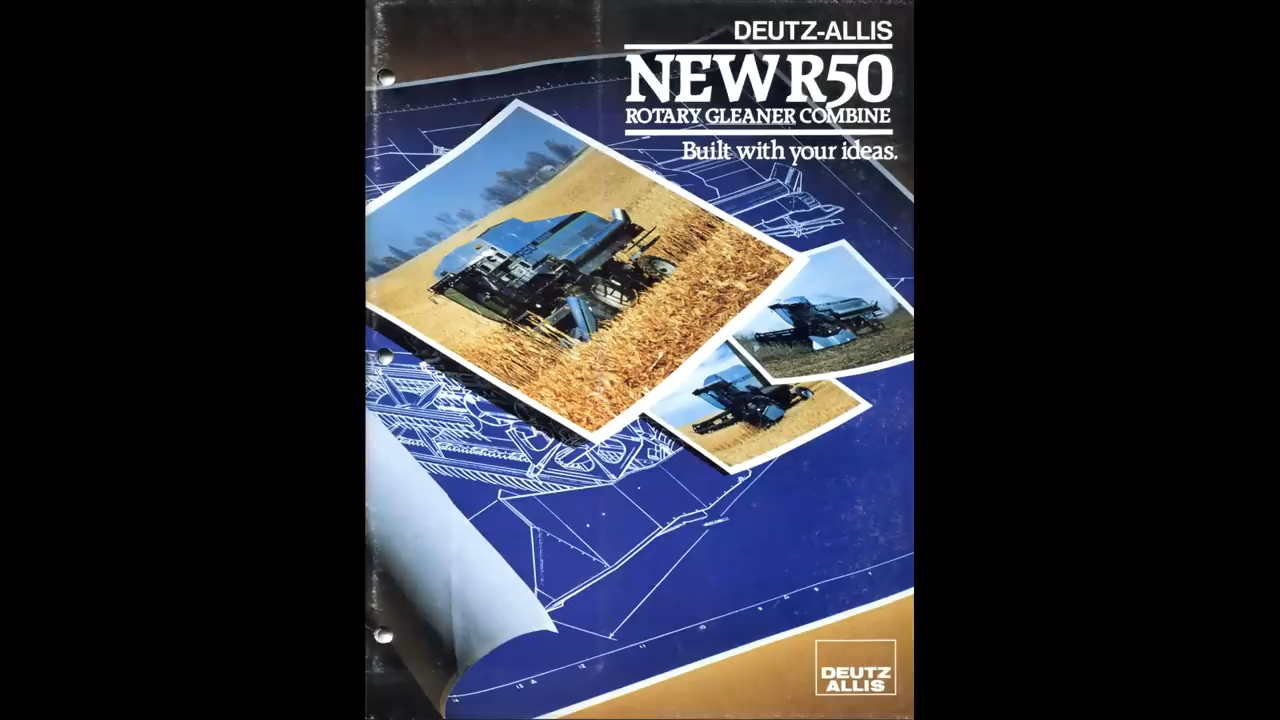 DEUTZ-ALLIS
NEW R50
ROTARY GLEANER COMBINE
Built with your ideas.
DEUTZ
ALLIS